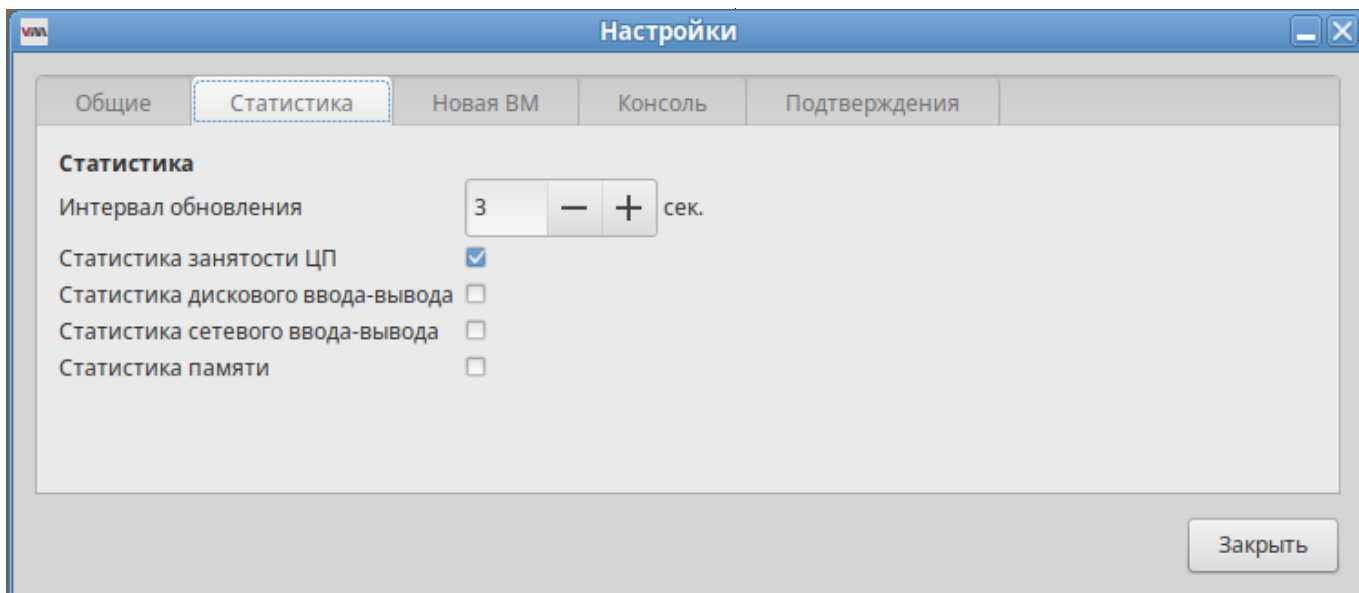 Настройки
Общие Статистика Новая ВМ Консоль Подтверждения
Статистика
Интервал обновления 3 − + сек.
Статистика занятости ЦП
Статистика дискового ввода-вывода
Статистика сетевого ввода-вывода
Статистика памяти
Закрыть